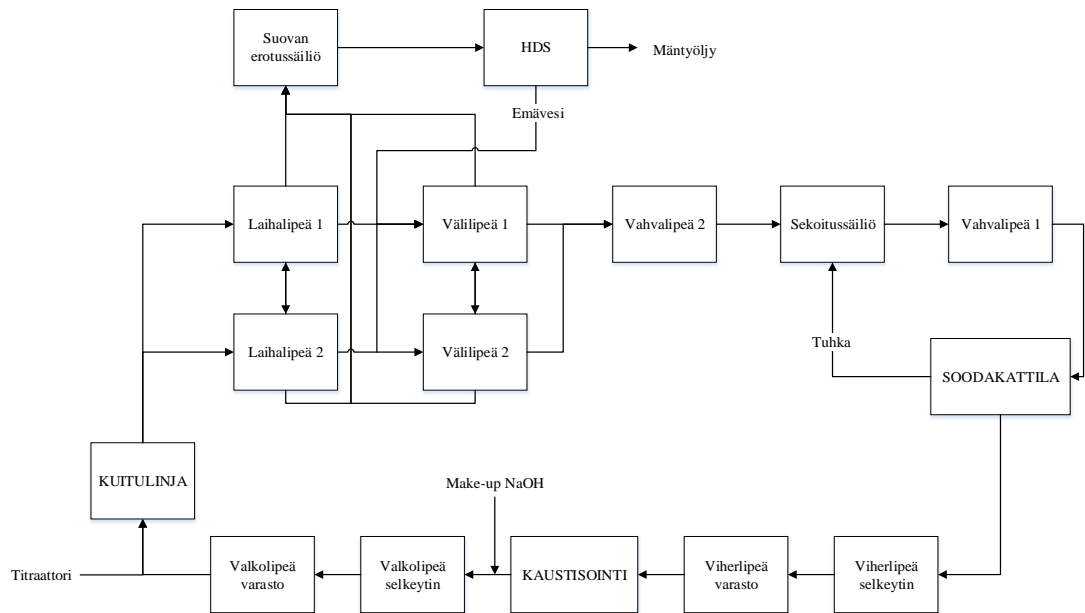 Suovan
erotussäiliö
HDS
Mäntyöljy
Emävesi
Laihalipeä 1
Välilipeä 1
Vahvalipeä 2
Sekoitussäiliö
Vahvalipeä 1
Laihalipeä 2
Välilipeä 2
Tuhka
SOODAKATTILA
KUITULINJA
Make-up NaOH
Titraattori
Valkolipeä
varasto
Valkolipeä
selkeytin
KAUSTISOINTI
Viherlipeä
varasto
Viherlipeä
selkeytin